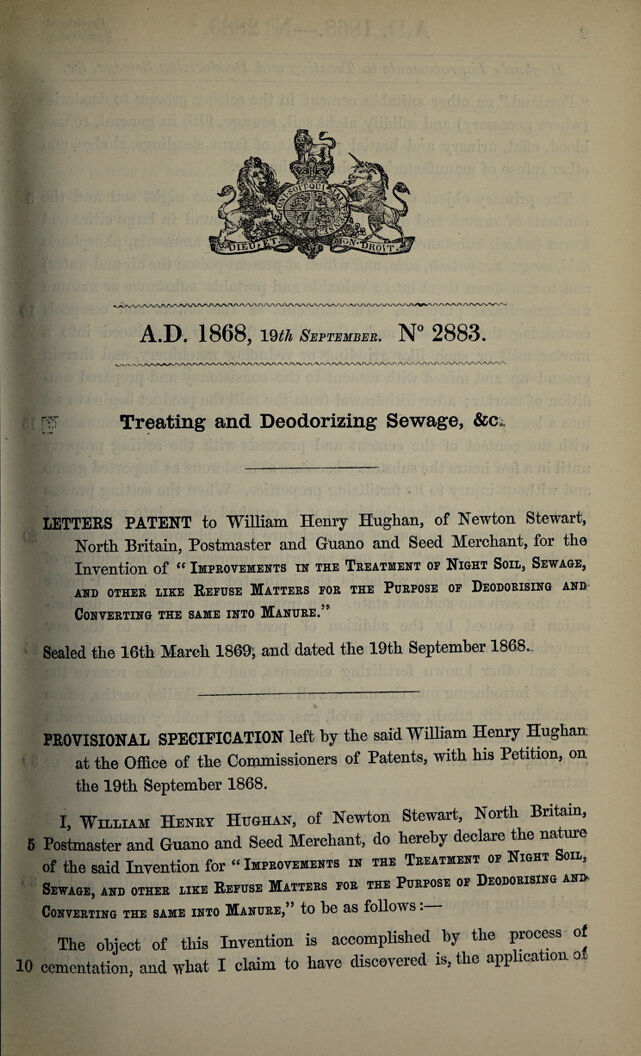 DIEU ET MON DROIT
A.D. 1868, 19th SEPTEMBER. N° 2883.
Treating and Deodorizing Sewage, &c.
LETTERS PATENT to William Henry Hughan, of Newton Stewart,
North Britain, Postmaster and Guano and Seed Merchant, for the
Invention of “ IMPROVEMENTS IN THE TREATMENT OF NIGHT SOIL, SEWAGE,
AND OTHER LIKE REFUSE MATTERS FOR THE PURPOSE OF DEODORISING AND
CONVERTING THE SAME INTO MANURE.”
Sealed the 16th March 1869, and dated the 19th September 1868.
PROVISIONAL SPECIFICATION left by the said William Henry Hughan
at the Office of the Commissioners of Patents, with his Petition, on
the 19th September 1868.
I, WILLIAM HENRY HUGHAN, of Newton Stewart, North Britain,
5 Postmaster and Guano and Seed Merchant, do hereby declare the nature
of the said Invention for “ IMPROVEMENTS IN THE TREATMENT OF NIGHT SOIL,
SEWAGE, AND OTHER LIKE REFUSE MATTERS FOR THE PURPOSE OF DEODORISING AND
CONVERTING THE SAME INTO MANURE,” to be as follows :—
The object of this Invention is accomplished by the process of
10 cementation, and what I claim to have discovered is, the application of